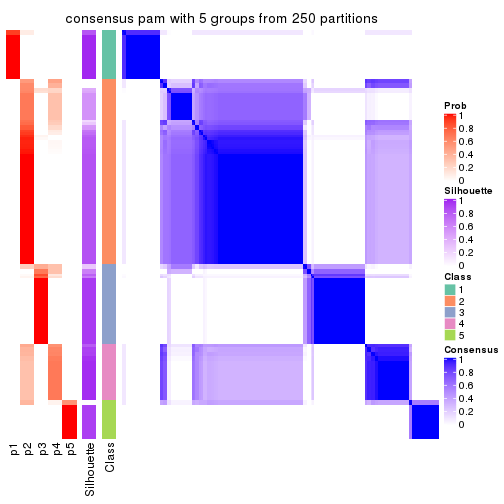 consensus pam with 5 groups from 250 partitions
Prob
1
0.8
0.6
0.4
0.2
0
Silhouette
1
0.8
0.6
0.4
0.2
0
Class
1
2
3
4
5
Consensus
1
0.8
0.6
0.4
0.2
0
p1
p2
p3
p4
p5
Silhouette
Class